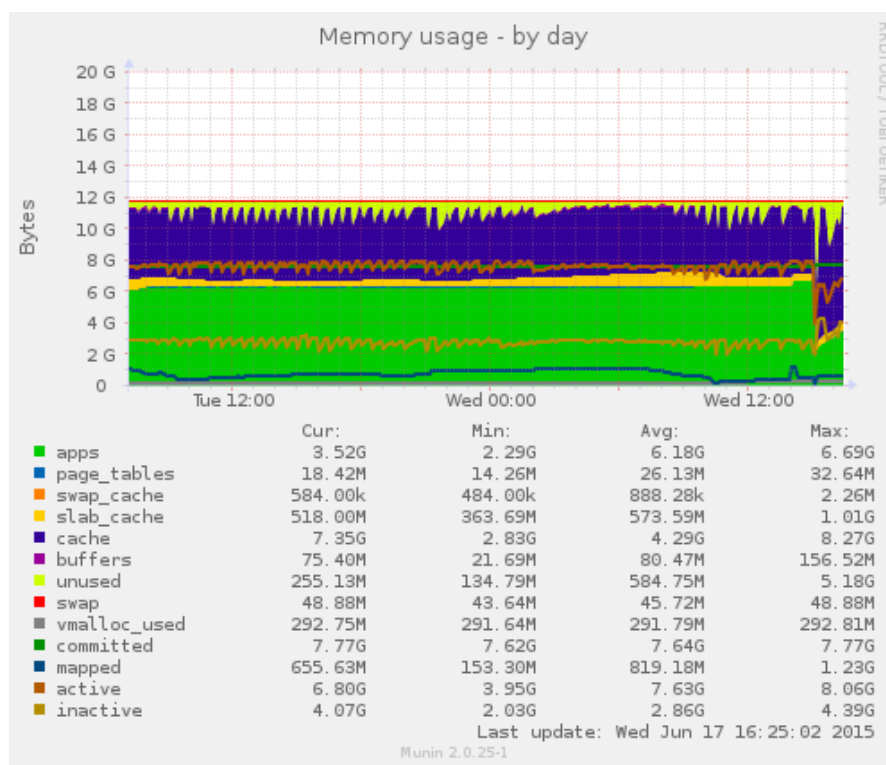 Memory usage - by day
RRDTOOL / TOBI OETIKER
Bytes
20 G
18 G
16 G
14 G
12 G
10 G
8 G
6 G
4 G
2 G
0
Tue 12:00 Wed 00:00 Wed 12:00
Cur: Min: Avg: Max:
apps 3.52G 2.29G 6.18G 6.69G
page_tables 18.42M 14.26M 26.13M 32.64M
swap_cache 584.00k 484.00k 888.28k 2.26M
slab_cache 518.00M 363.69M 573.59M 1.01G
cache 7.35G 2.83G 4.29G 8.27G
buffers 75.40M 21.69M 80.47M 156.52M
unused 255.13M 134.79M 584.75M 5.18G
swap 48.88M 43.64M 45.72M 48.88M
vmalloc_used 292.75M 291.64M 291.79M 292.81M
committed 7.77G 7.62G 7.64G 7.77G
mapped 655.63M 153.30M 819.18M 1.23G
active 6.80G 3.95G 7.63G 8.06G
inactive 4.07G 2.03G 2.86G 4.39G
Last update: Wed Jun 17 16:25:02 2015
Munin 2.0.25-1